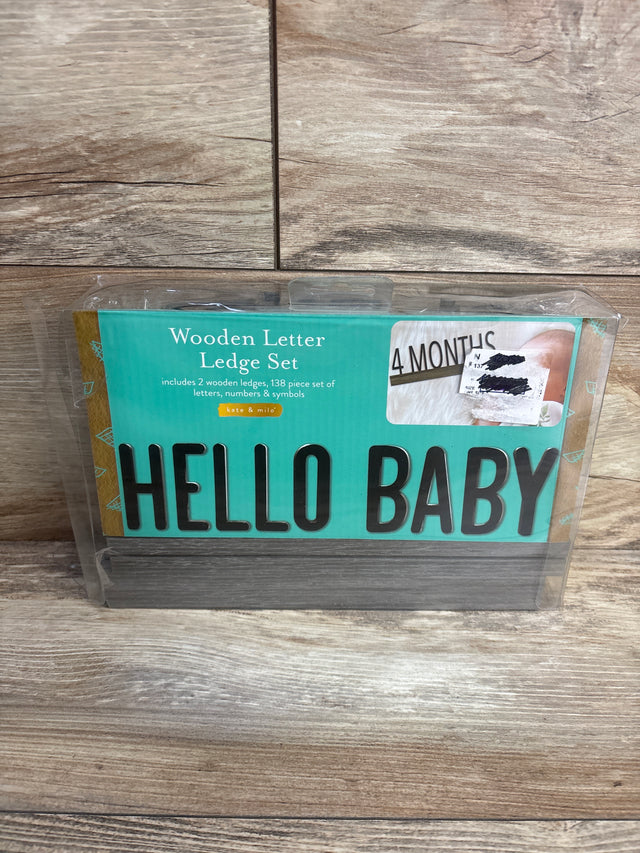 Wooden Letter
Ledge Set
includes 2 wooden ledges, 138 piece set of
letters, numbers & symbols
kate & milo
4 MONTHS
N
HELLO BABY